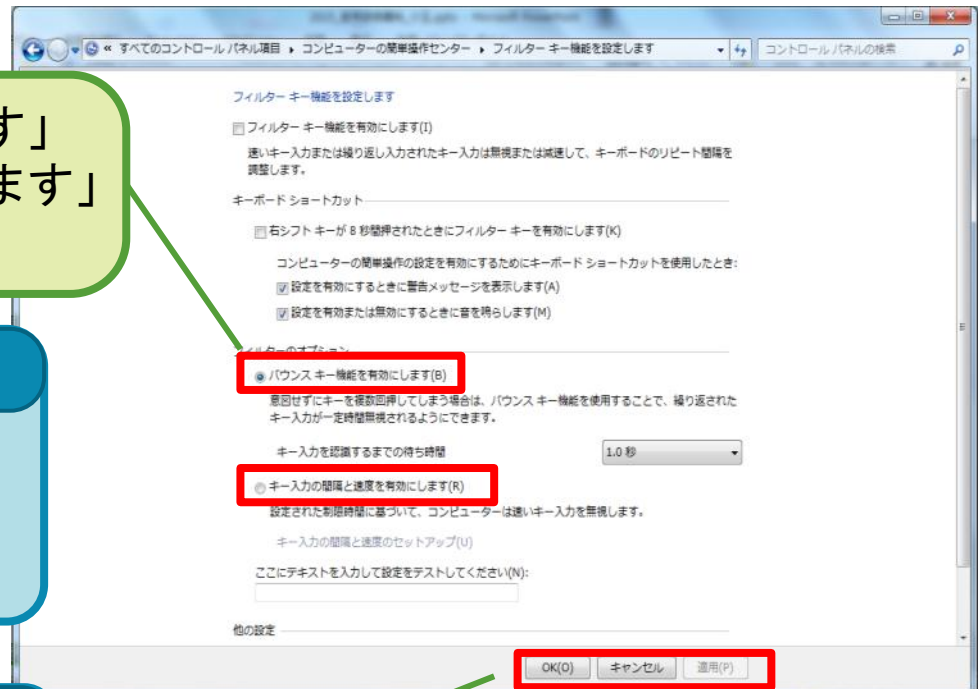 « すべてのコントロール パネル項目 ▸ コンピューターの簡単操作センター ▸ フィルター キー機能を設定します
コントロール パネルの検索
す」
ます」
フィルター キー機能を設定します
フィルター キー機能を有効にします(I)
速いキー入力または繰り返し入力されたキー入力は無視または減速して、キーボードのリピート間隔を
調整します。
キーボード ショートカット
右シフト キーが 8 秒間押されたときにフィルター キーを有効にします(K)
コンピューターの簡単操作の設定を有効にするためにキーボード ショートカットを使用したとき:
設定を有効にするときに警告メッセージを表示します(A)
設定を有効または無効にするときに音を鳴らします(M)
フィルターのオプション
バウンス キー機能を有効にします(B)
意図せずにキーを複数回押してしまう場合は、バウンス キー機能を使用することで、繰り返された
キー入力が一定時間無視されるようにできます。
キー入力を認識するまでの待ち時間
1.0 秒
キー入力の間隔と速度を有効にします(R)
設定された制限時間に基づいて、コンピューターは速いキー入力を無視します。
キー入力の間隔と速度のセットアップ(U)
ここにテキストを入力して設定をテストしてください(N):
他の設定
OK(O)
キャンセル
適用(P)